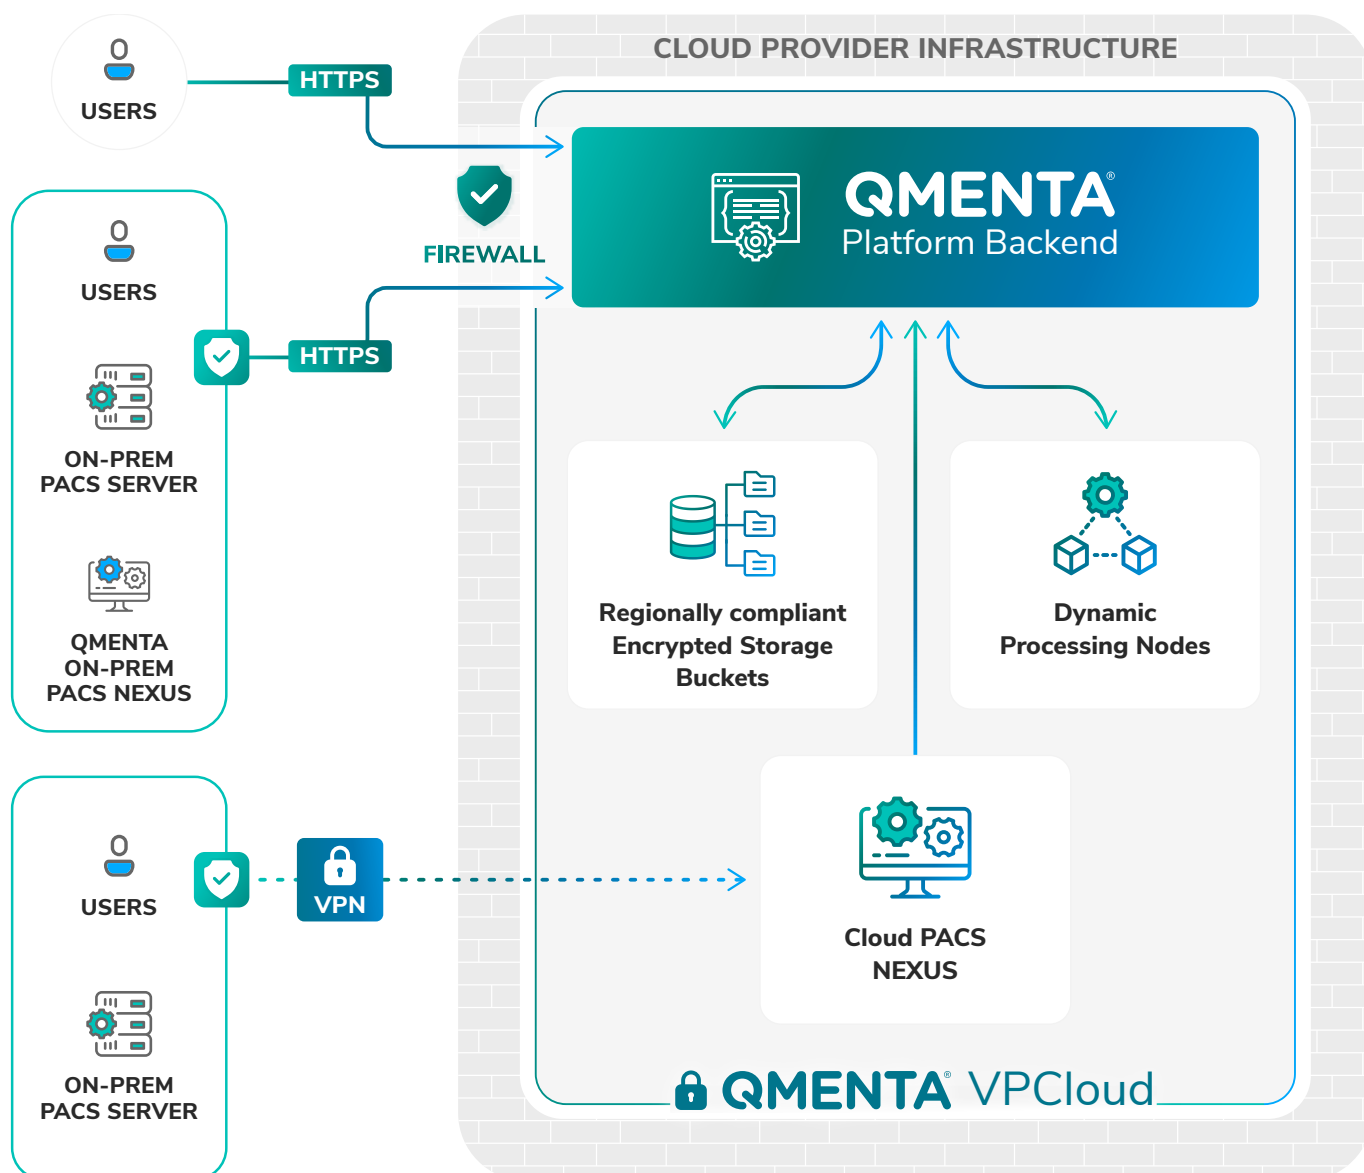 CLOUD PROVIDER INFRASTRUCTURE
USERS
HTTPS
FIREWALL
QMENTA®
Platform Backend
USERS
HTTPS
ON-PREM
PACS SERVER
QMENTA
ON-PREM
PACS NEXUS
Regionally compliant
Encrypted Storage
Buckets
Dynamic
Processing Nodes
USERS
VPN
Cloud PACS
NEXUS
ON-PREM
PACS SERVER
QMENTA® VPCloud